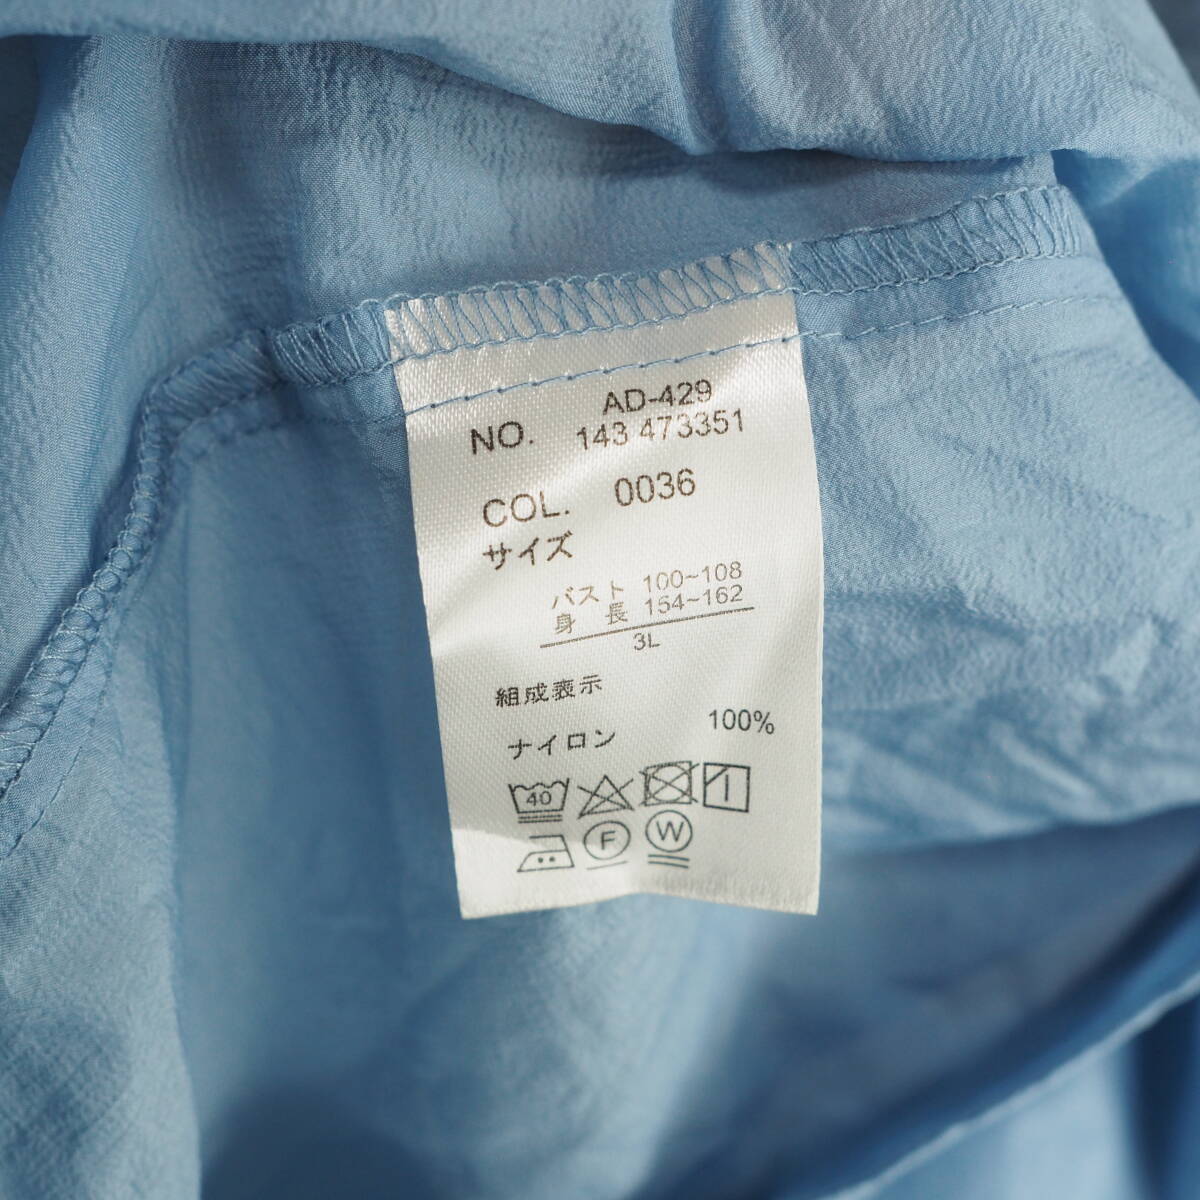 AD-429
NO. 143 473351
COL. 0036
サイズ
バスト 100~108
身 長 154~162
3L
組成表示
ナイロン 100%
40
F W